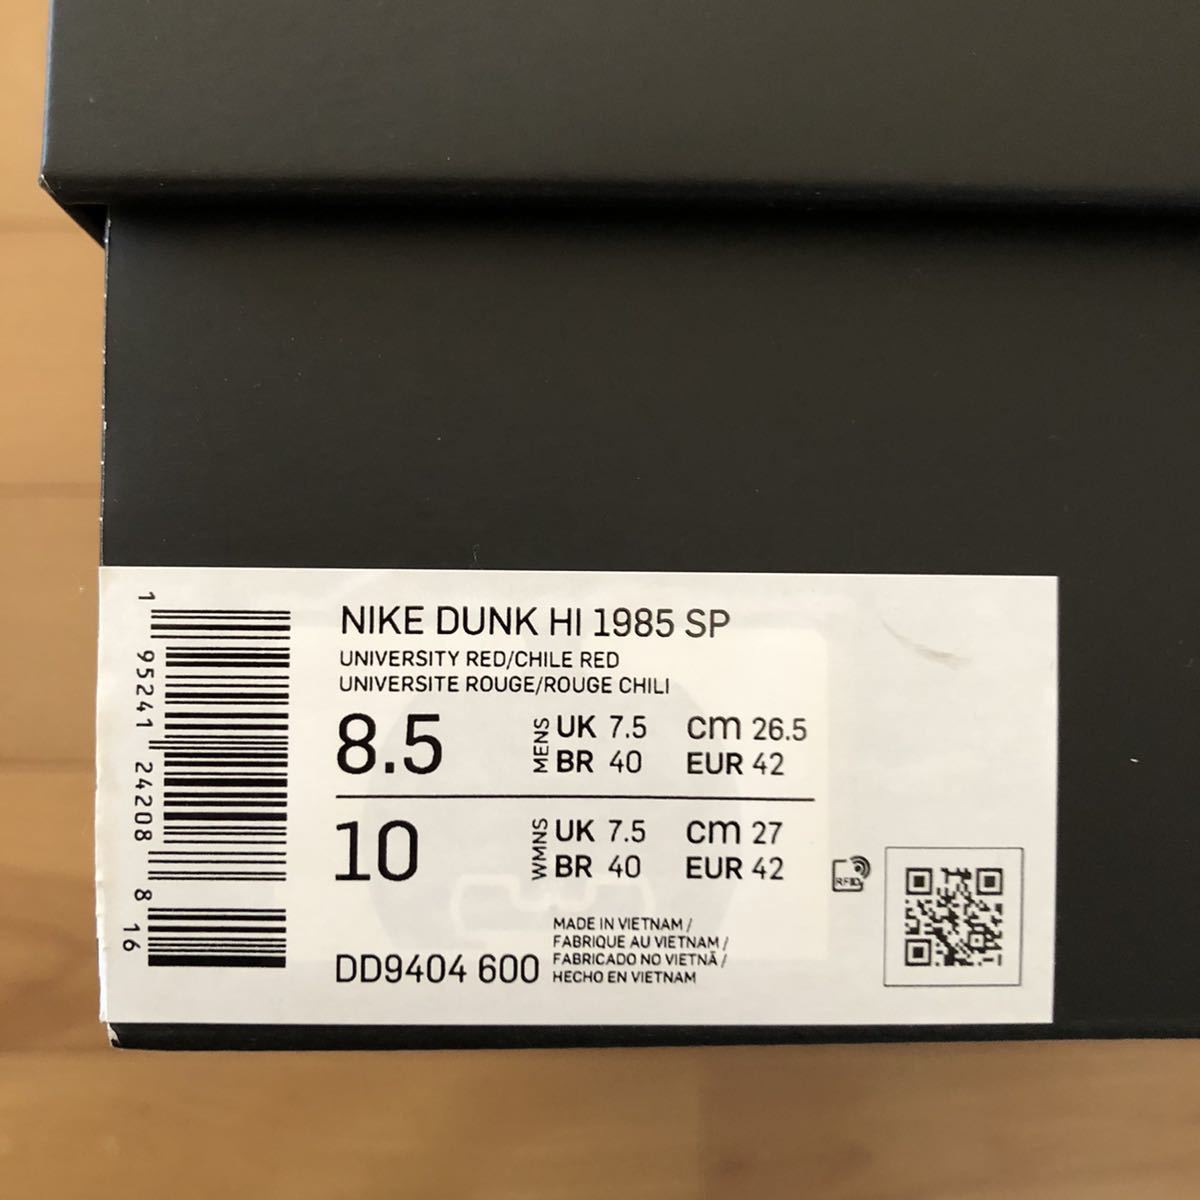 NIKE DUNK HI 1985 SP
UNIVERSITY RED/CHILE RED
UNIVERSITE ROUGE/ROUGE CHILI
8.5 MENS UK 7.5 cm 26.5
BR 40 EUR 42
10 WMNS UK 7.5 cm 27
BR 40 EUR 42
RFID
DD9404 600
MADE IN VIETNAM /
FABRIQUE AU VIETNAM /
FABRICADO NO VIETNÃ /
HECHO EN VIETNAM
1 95241 24208 8 16